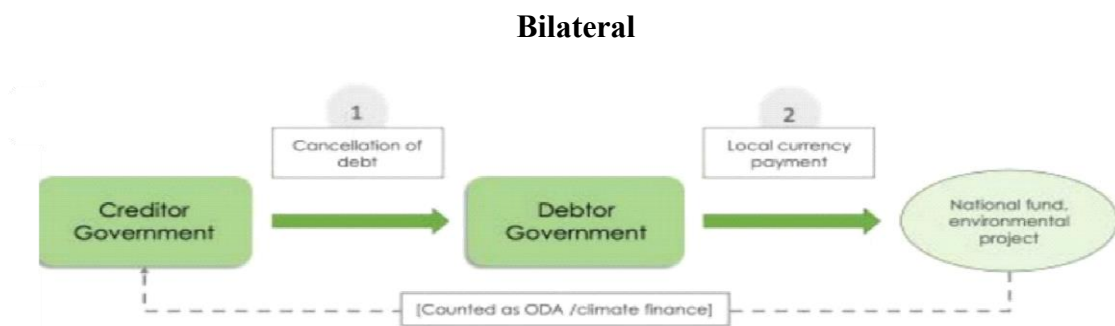 Bilateral
1
Cancellation of
debt
2
Local currency
payment
Creditor
Government
Debtor
Government
National fund,
environmental
project
[Counted as ODA /climate finance]